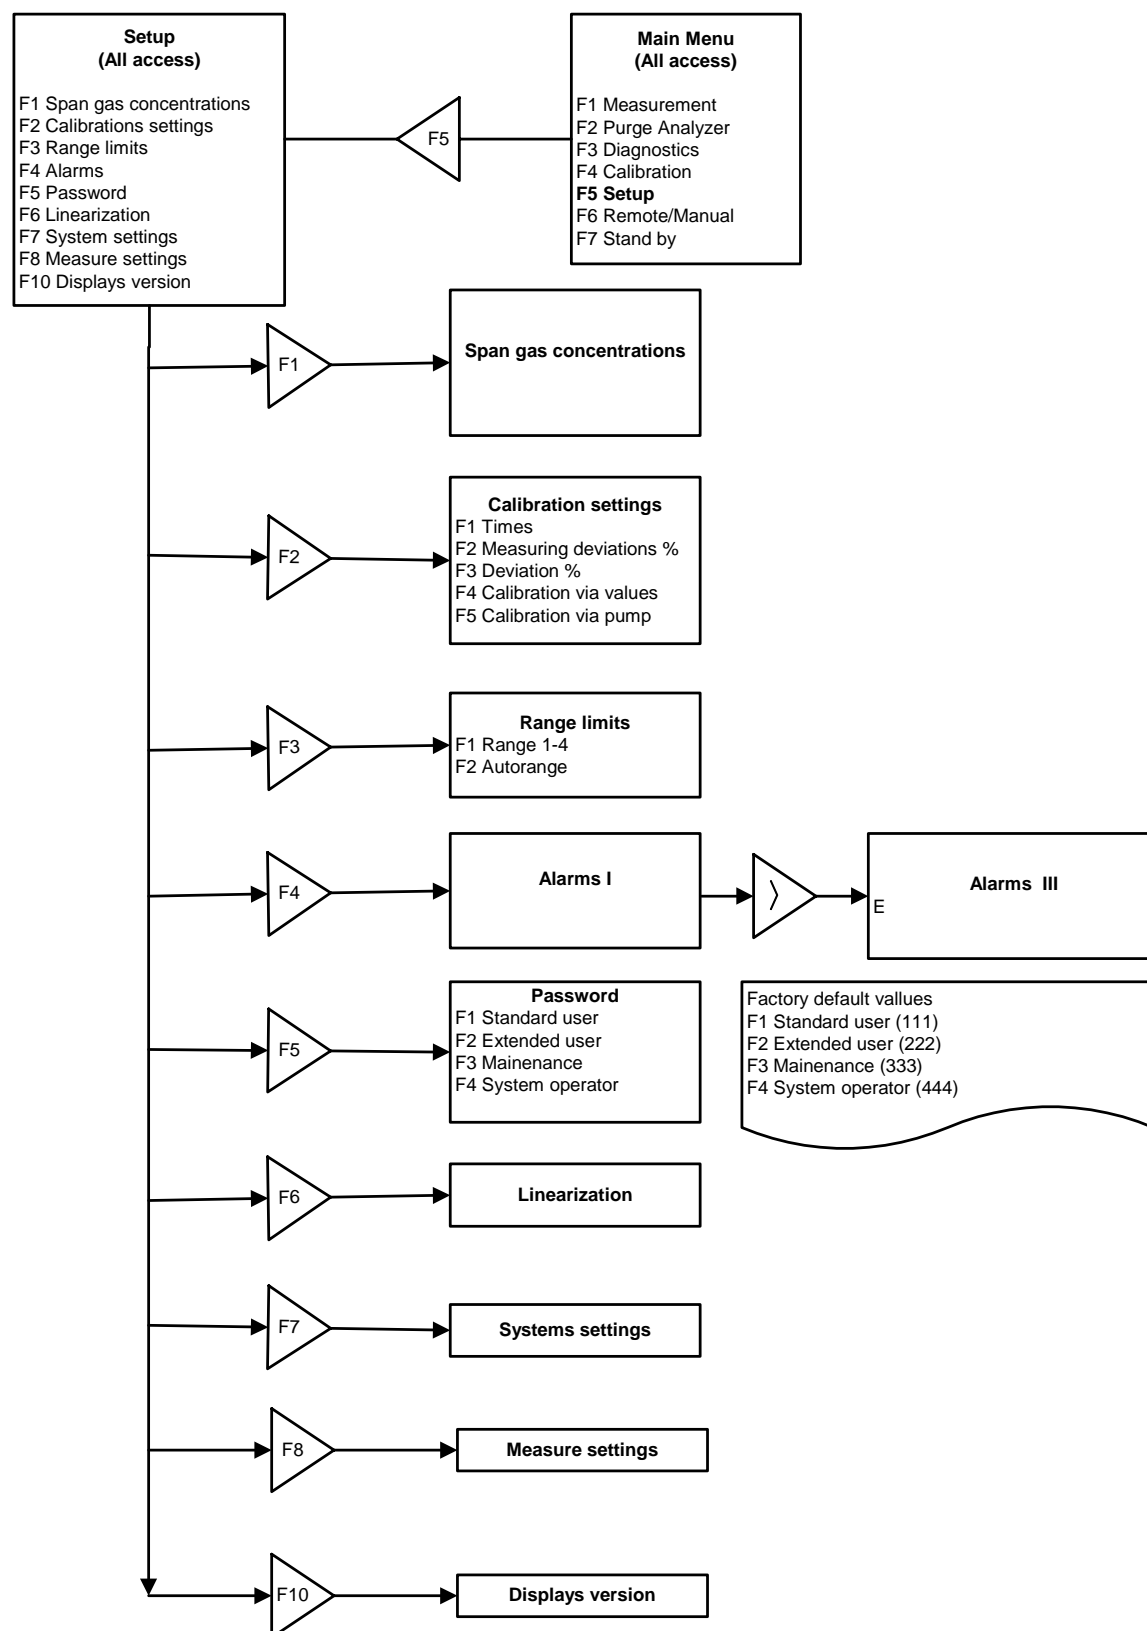 Setup
(All access)
F1 Span gas concentrations
F2 Calibrations settings
F3 Range limits
F4 Alarms
F5 Password
F6 Linearization
F7 System settings
F8 Measure settings
F10 Displays version
F5
Main Menu
(All access)
F1 Measurement
F2 Purge Analyzer
F3 Diagnostics
F4 Calibration
F5 Setup
F6 Remote/Manual
F7 Stand by
F1
Span gas concentrations
F2
Calibration settings
F1 Times
F2 Measuring deviations %
F3 Deviation %
F4 Calibration via values
F5 Calibration via pump
F3
Range limits
F1 Range 1-4
F2 Autorange
F4
Alarms I
〉
E
Alarms III
F5
Password
F1 Standard user
F2 Extended user
F3 Mainenance
F4 System operator
Factory default vallues
F1 Standard user (111)
F2 Extended user (222)
F3 Mainenance (333)
F4 System operator (444)
F6
Linearization
F7
Systems settings
F8
Measure settings
F10
Displays version